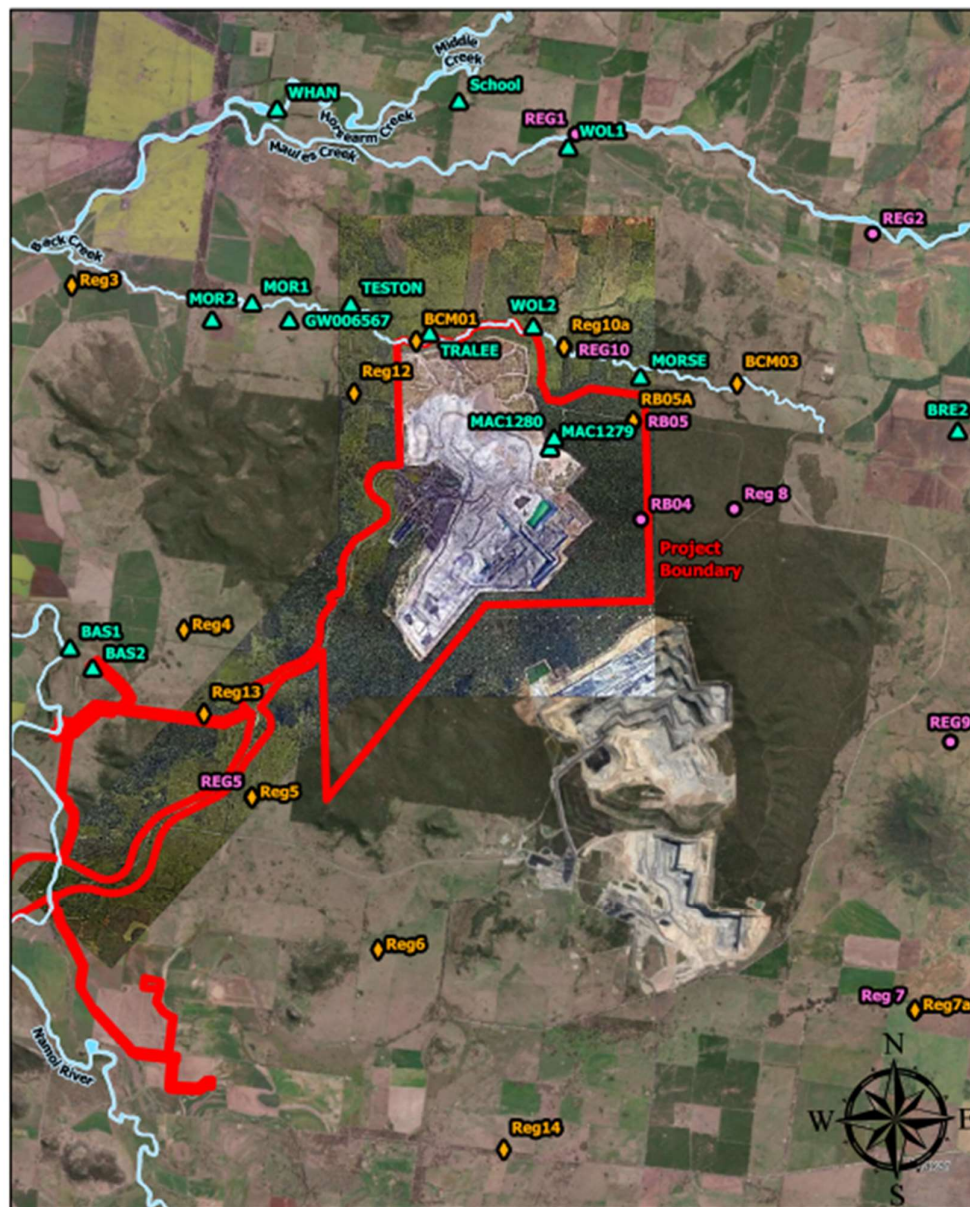 Middle
Creek
School
WHAN
Horsearm Creek
REG1
WOL1
Maules Creek
REG2
Back Creek
Reg3
MOR1
TESTON
MOR2
GW006567
BCM01
WOL2
Reg10a
TRALEE
REG10
MORSE
BCM03
Reg12
RB05A
MAC1280
RB05
BRE2
MAC1279
Reg 8
RB04
Project
Boundary
Reg4
BAS1
BAS2
Reg13
REG9
REG5
Reg5
Reg6
Reg 7
Reg7a
Namoi River
N
W
E
S
Reg14